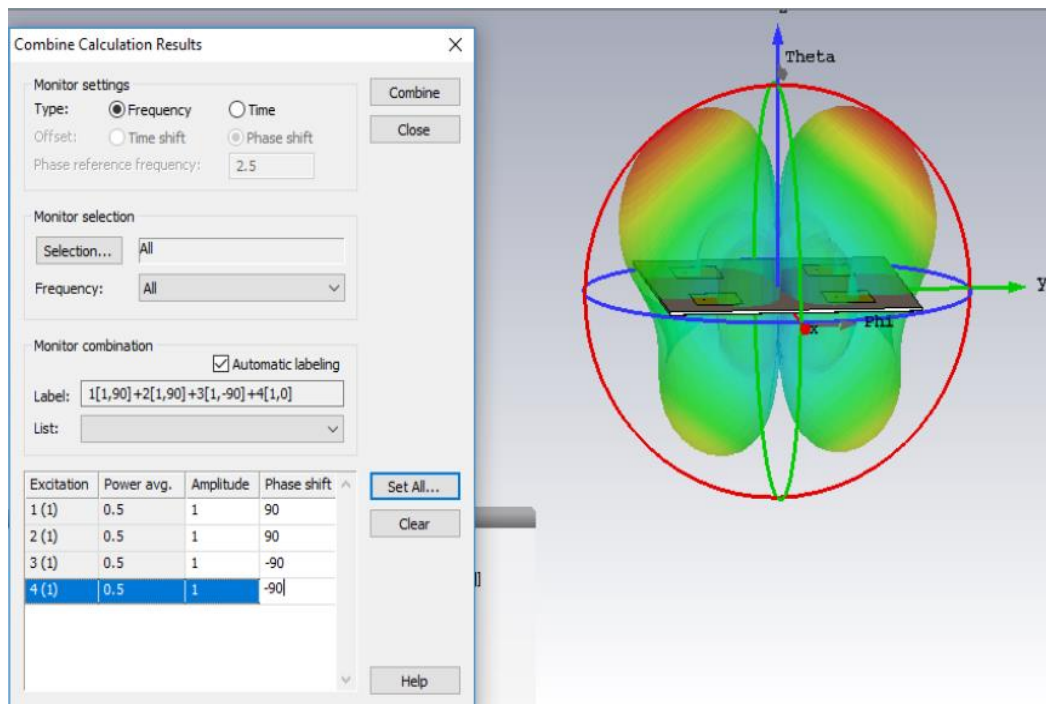 Combine Calculation Results
Monitor settings
Type: Frequency Time
Offset: Time shift Phase shift
Phase reference frequency: 2.5
Combine
Close
Monitor selection
Selection... All
Frequency: All
Monitor combination
Automatic labeling
Label: 1[1,90]+2[1,90]+3[1,-90]+4[1,0]
List:
Excitation Power avg. Amplitude Phase shift
1 (1) 0.5 1 90
2 (1) 0.5 1 90
3 (1) 0.5 1 -90
4 (1) 0.5 1 -90
Set All...
Clear
Help
Theta
y
Phi
x